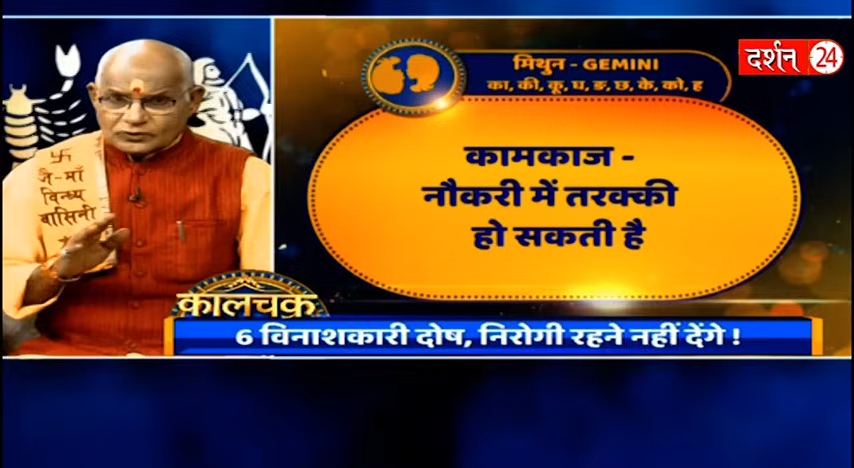 दर्शन 24
मिथुन - GEMINI
का, की, कू, घ, ङ, छ, के, को, ह
कामकाज -
नौकरी में तरक्की
हो सकती है
जै-माँ
विन्ध्य
वासिनी
कालचक्र
6 विनाशकारी दोष, निरोगी रहने नहीं देंगे !